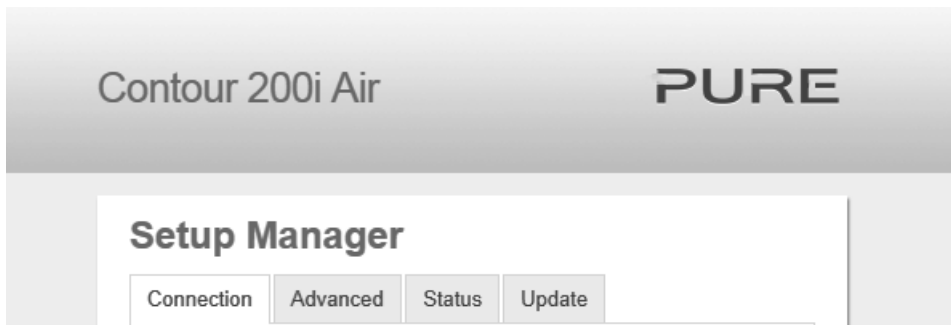 Contour 200i Air PURE
Setup Manager
Connection Advanced Status Update